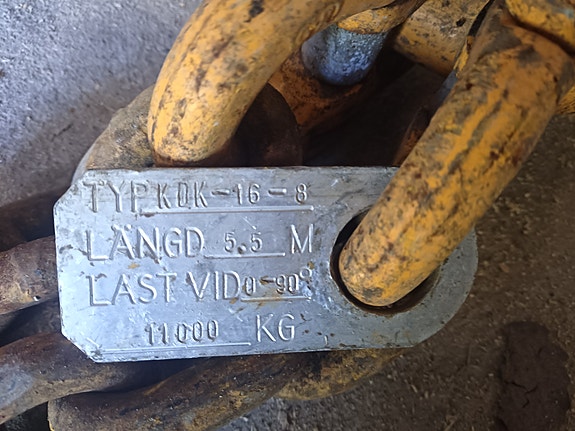 TYP KDK-16-8
LÄNGD 5.5 M
LAST VID 0-90°
11000 KG